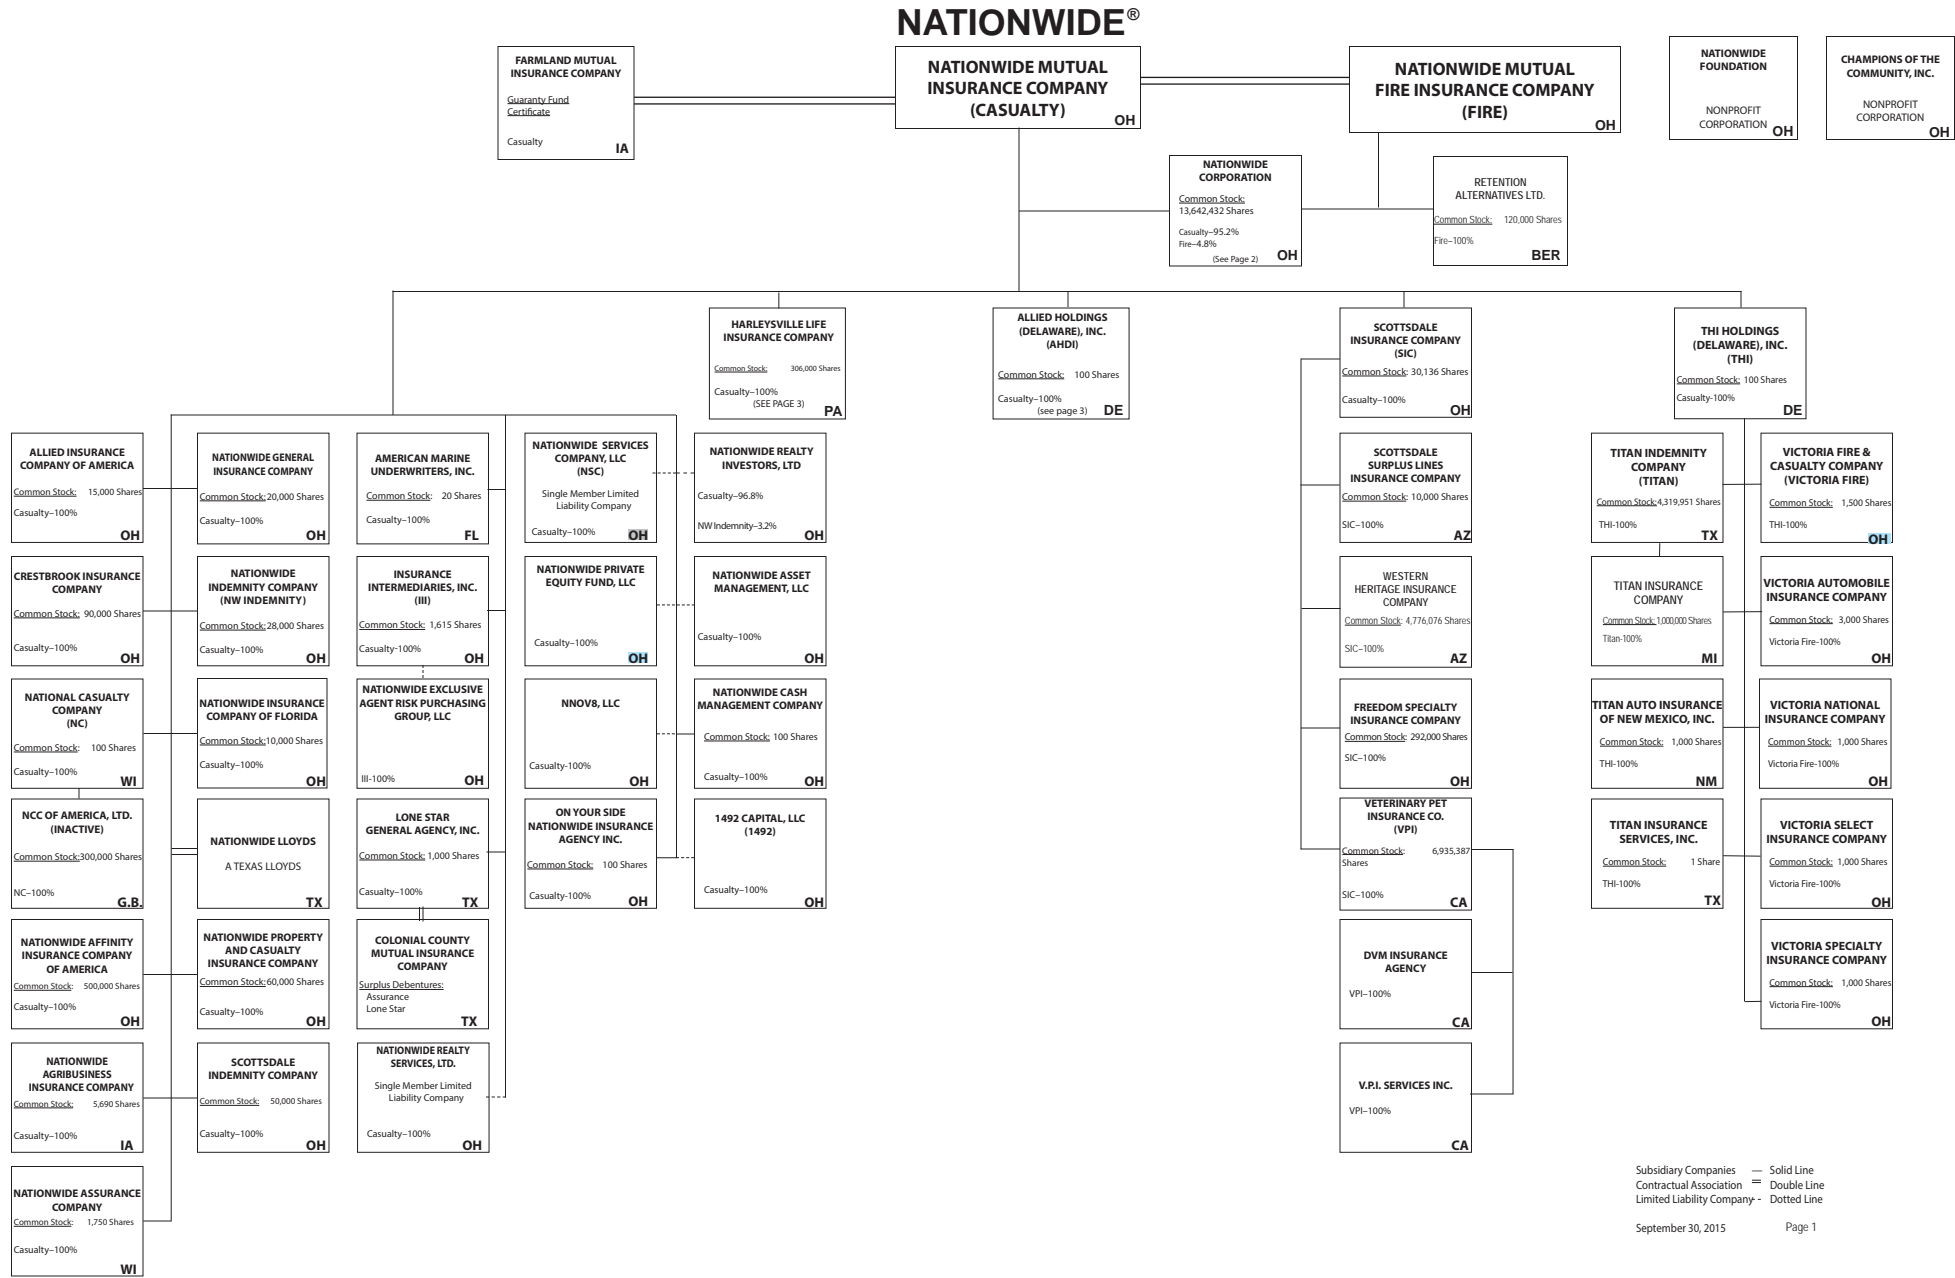 NATIONWIDE®
FARMLAND MUTUAL
INSURANCE COMPANY
Guaranty Fund
Certificate
Casualty
IA
NATIONWIDE MUTUAL
INSURANCE COMPANY
(CASUALTY)
OH
NATIONWIDE MUTUAL
FIRE INSURANCE COMPANY
(FIRE)
OH
NATIONWIDE
FOUNDATION
NONPROFIT
CORPORATION
OH
CHAMPIONS OF THE
COMMUNITY, INC.
NONPROFIT
CORPORATION
OH
NATIONWIDE
CORPORATION
Common Stock:
13,642,432 Shares
Casualty–95.2%
Fire–4.8%
(See Page 2)
OH
RETENTION
ALTERNATIVES LTD.
Common Stock: 120,000 Shares
Fire–100%
BER
HARLEYSVILLE LIFE
INSURANCE COMPANY
Common Stock: 306,000 Shares
Casualty–100%
(SEE PAGE 3)
PA
ALLIED HOLDINGS
(DELAWARE), INC.
(AHDI)
Common Stock: 100 Shares
Casualty–100%
(see page 3)
DE
SCOTTSDALE
INSURANCE COMPANY
(SIC)
Common Stock: 30,136 Shares
Casualty–100%
OH
THI HOLDINGS
(DELAWARE), INC.
(THI)
Common Stock: 100 Shares
Casualty-100%
DE
ALLIED INSURANCE
COMPANY OF AMERICA
Common Stock: 15,000 Shares
Casualty–100%
OH
NATIONWIDE GENERAL
INSURANCE COMPANY
Common Stock: 20,000 Shares
Casualty–100%
OH
AMERICAN MARINE
UNDERWRITERS, INC.
Common Stock: 20 Shares
Casualty–100%
FL
NATIONWIDE SERVICES
COMPANY, LLC
(NSC)
Single Member Limited
Liability Company
Casualty–100%
OH
NATIONWIDE REALTY
INVESTORS, LTD
Casualty–96.8%
NW Indemnity–3.2%
OH
SCOTTSDALE
SURPLUS LINES
INSURANCE COMPANY
Common Stock: 10,000 Shares
SIC–100%
AZ
TITAN INDEMNITY
COMPANY
(TITAN)
Common Stock: 4,319,951 Shares
THI-100%
TX
VICTORIA FIRE &
CASUALTY COMPANY
(VICTORIA FIRE)
Common Stock: 1,500 Shares
THI-100%
OH
CRESTBROOK INSURANCE
COMPANY
Common Stock: 90,000 Shares
Casualty–100%
OH
NATIONWIDE
INDEMNITY COMPANY
(NW INDEMNITY)
Common Stock: 28,000 Shares
Casualty–100%
OH
INSURANCE
INTERMEDIARIES, INC.
(III)
Common Stock: 1,615 Shares
Casualty-100%
OH
NATIONWIDE PRIVATE
EQUITY FUND, LLC
Casualty–100%
OH
NATIONWIDE ASSET
MANAGEMENT, LLC
Casualty–100%
OH
WESTERN
HERITAGE INSURANCE
COMPANY
Common Stock: 4,776,076 Shares
SIC–100%
AZ
TITAN INSURANCE
COMPANY
Common Stock: 1,000,000 Shares
Titan-100%
MI
VICTORIA AUTOMOBILE
INSURANCE COMPANY
Common Stock: 3,000 Shares
Victoria Fire-100%
OH
NATIONAL CASUALTY
COMPANY
(NC)
Common Stock: 100 Shares
Casualty–100%
WI
NATIONWIDE INSURANCE
COMPANY OF FLORIDA
Common Stock: 10,000 Shares
Casualty–100%
OH
NATIONWIDE EXCLUSIVE
AGENT RISK PURCHASING
GROUP, LLC
III-100%
OH
NNOV8, LLC
Casualty-100%
OH
NATIONWIDE CASH
MANAGEMENT COMPANY
Common Stock: 100 Shares
Casualty–100%
OH
FREEDOM SPECIALTY
INSURANCE COMPANY
Common Stock: 292,000 Shares
SIC–100%
OH
TITAN AUTO INSURANCE
OF NEW MEXICO, INC.
Common Stock: 1,000 Shares
THI-100%
NM
VICTORIA NATIONAL
INSURANCE COMPANY
Common Stock: 1,000 Shares
Victoria Fire-100%
OH
NCC OF AMERICA, LTD.
(INACTIVE)
Common Stock: 300,000 Shares
NC–100%
G.B.
NATIONWIDE LLOYDS
A TEXAS LLOYDS
TX
LONE STAR
GENERAL AGENCY, INC.
Common Stock: 1,000 Shares
Casualty–100%
TX
ON YOUR SIDE
NATIONWIDE INSURANCE
AGENCY INC.
Common Stock: 100 Shares
Casualty-100%
OH
1492 CAPITAL, LLC
(1492)
Casualty–100%
OH
VETERINARY PET
INSURANCE CO.
(VPI)
Common Stock: 6,935,387
Shares
SIC–100%
CA
TITAN INSURANCE
SERVICES, INC.
Common Stock: 1 Share
THI-100%
TX
VICTORIA SELECT
INSURANCE COMPANY
Common Stock: 1,000 Shares
Victoria Fire-100%
OH
NATIONWIDE AFFINITY
INSURANCE COMPANY
OF AMERICA
Common Stock: 500,000 Shares
Casualty–100%
OH
NATIONWIDE PROPERTY
AND CASUALTY
INSURANCE COMPANY
Common Stock: 60,000 Shares
Casualty–100%
OH
COLONIAL COUNTY
MUTUAL INSURANCE
COMPANY
Surplus Debentures:
Assurance
Lone Star
TX
DVM INSURANCE
AGENCY
VPI–100%
CA
VICTORIA SPECIALTY
INSURANCE COMPANY
Common Stock: 1,000 Shares
Victoria Fire-100%
OH
NATIONWIDE
AGRIBUSINESS
INSURANCE COMPANY
Common Stock: 5,690 Shares
Casualty–100%
IA
SCOTTSDALE
INDEMNITY COMPANY
Common Stock: 50,000 Shares
Casualty–100%
OH
NATIONWIDE REALTY
SERVICES, LTD.
Single Member Limited
Liability Company
Casualty–100%
OH
V.P.I. SERVICES INC.
VPI–100%
CA
NATIONWIDE ASSURANCE
COMPANY
Common Stock: 1,750 Shares
Casualty–100%
WI
Subsidiary Companies — Solid Line
Contractual Association = Double Line
Limited Liability Company - - Dotted Line
September 30, 2015 Page 1